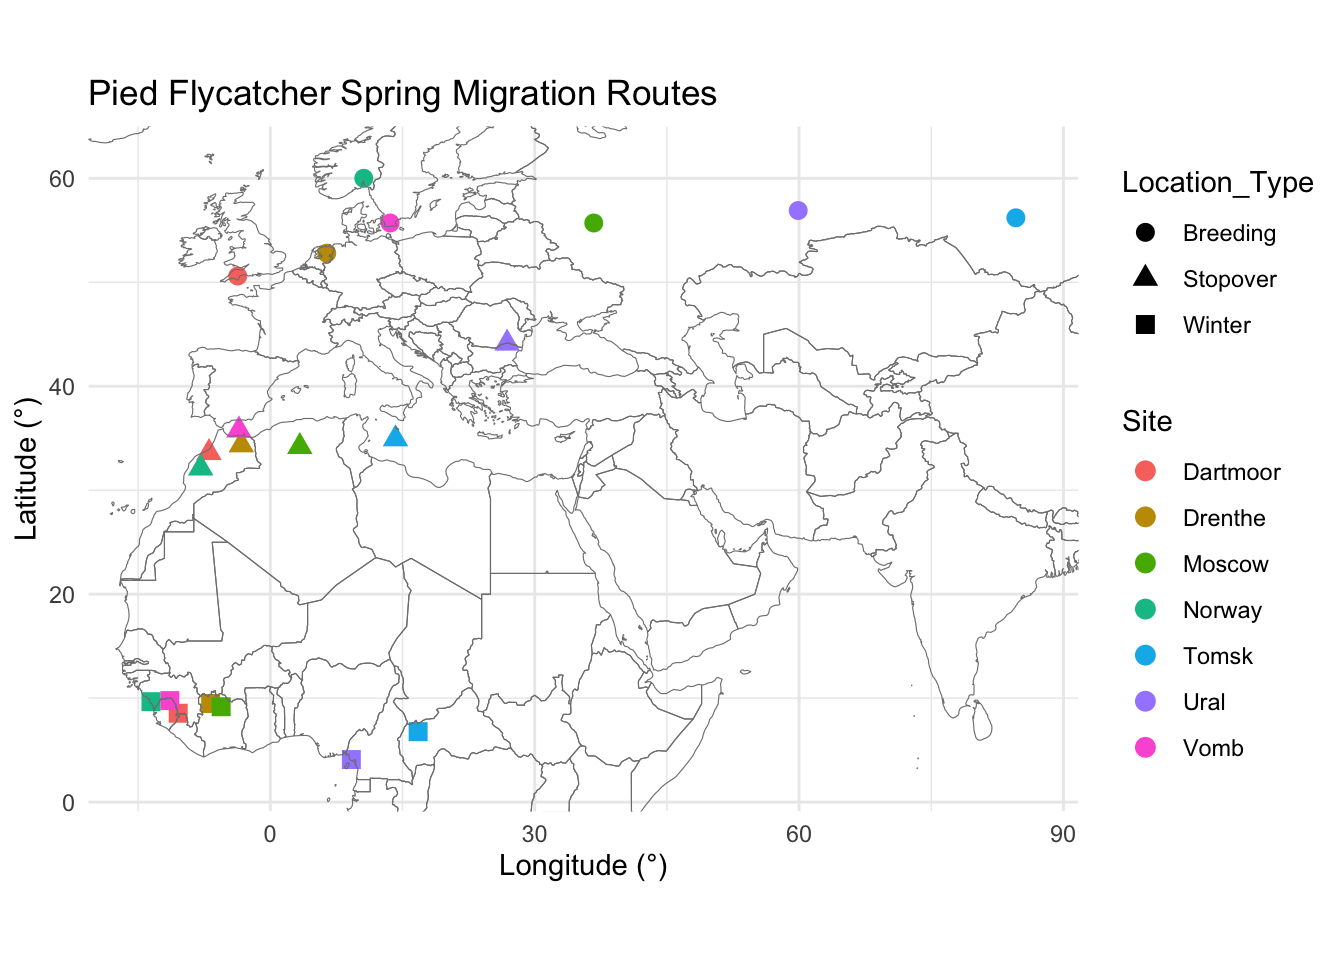 Pied Flycatcher Spring Migration Routes
60
40
20
0
Latitude (°)
0
30
60
90
Longitude (°)
Location_Type
Breeding
Stopover
Winter
Site
Dartmoor
Drenthe
Moscow
Norway
Tomsk
Ural
Vomb